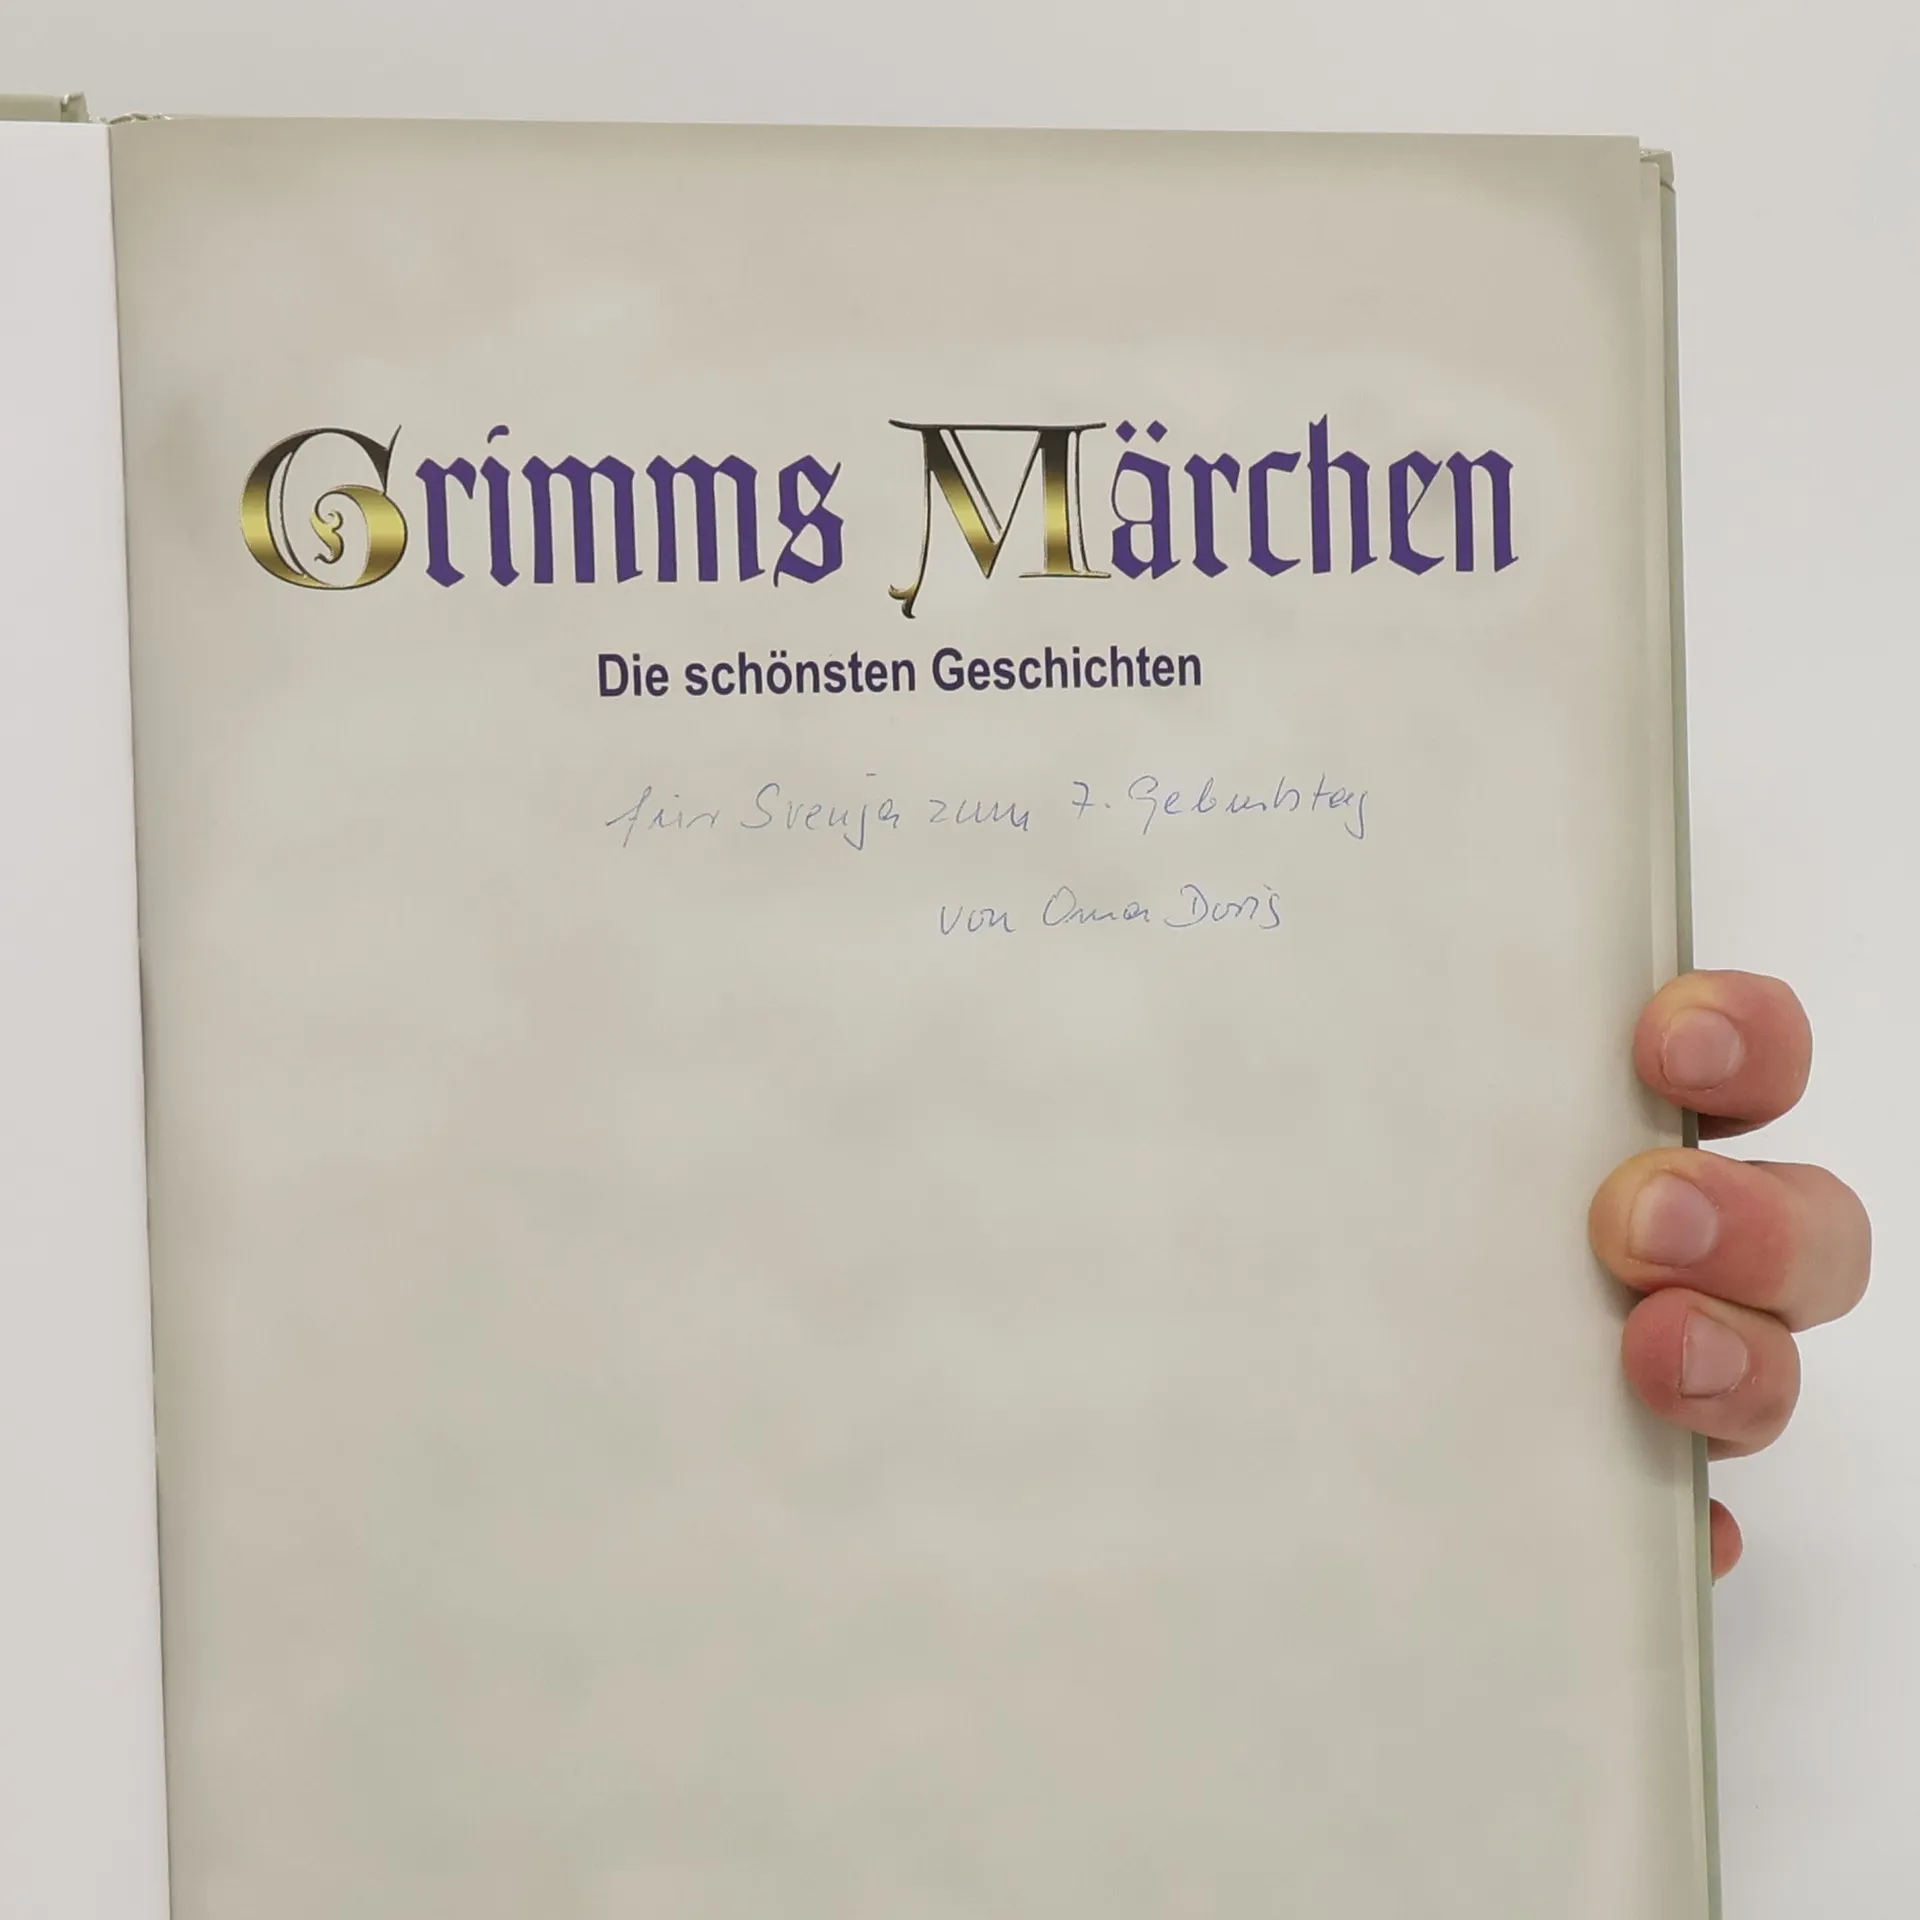 Grimms Märchen
Die schönsten Geschichten
für Svenja zum 7. Geburtstag
von Oma Doris